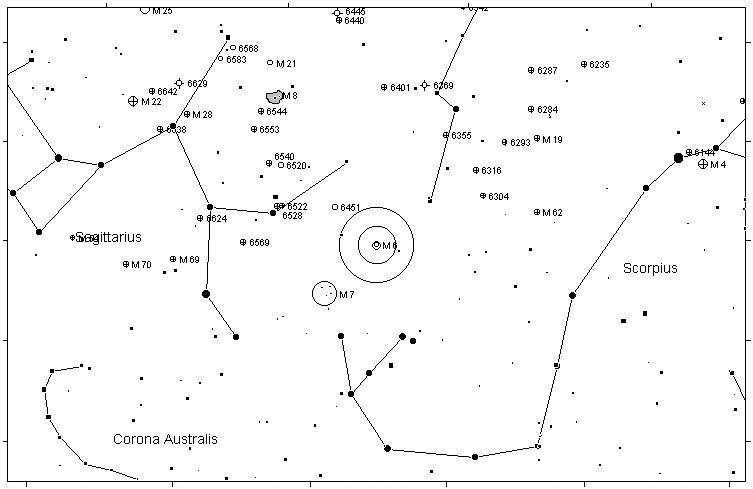 M 25
6445
6440
6568
6583
M 21
6235
6287
6629
6642
M 22
M 8
6401
6369
M 28
6544
6284
6638
6553
6355
6293
M 19
6540
6520
6144
M 4
6316
6304
6522
6528
6451
M 62
6624
6569
M 6
Sagittarius
M 69
M 70
Scorpius
M 7
Corona Australis